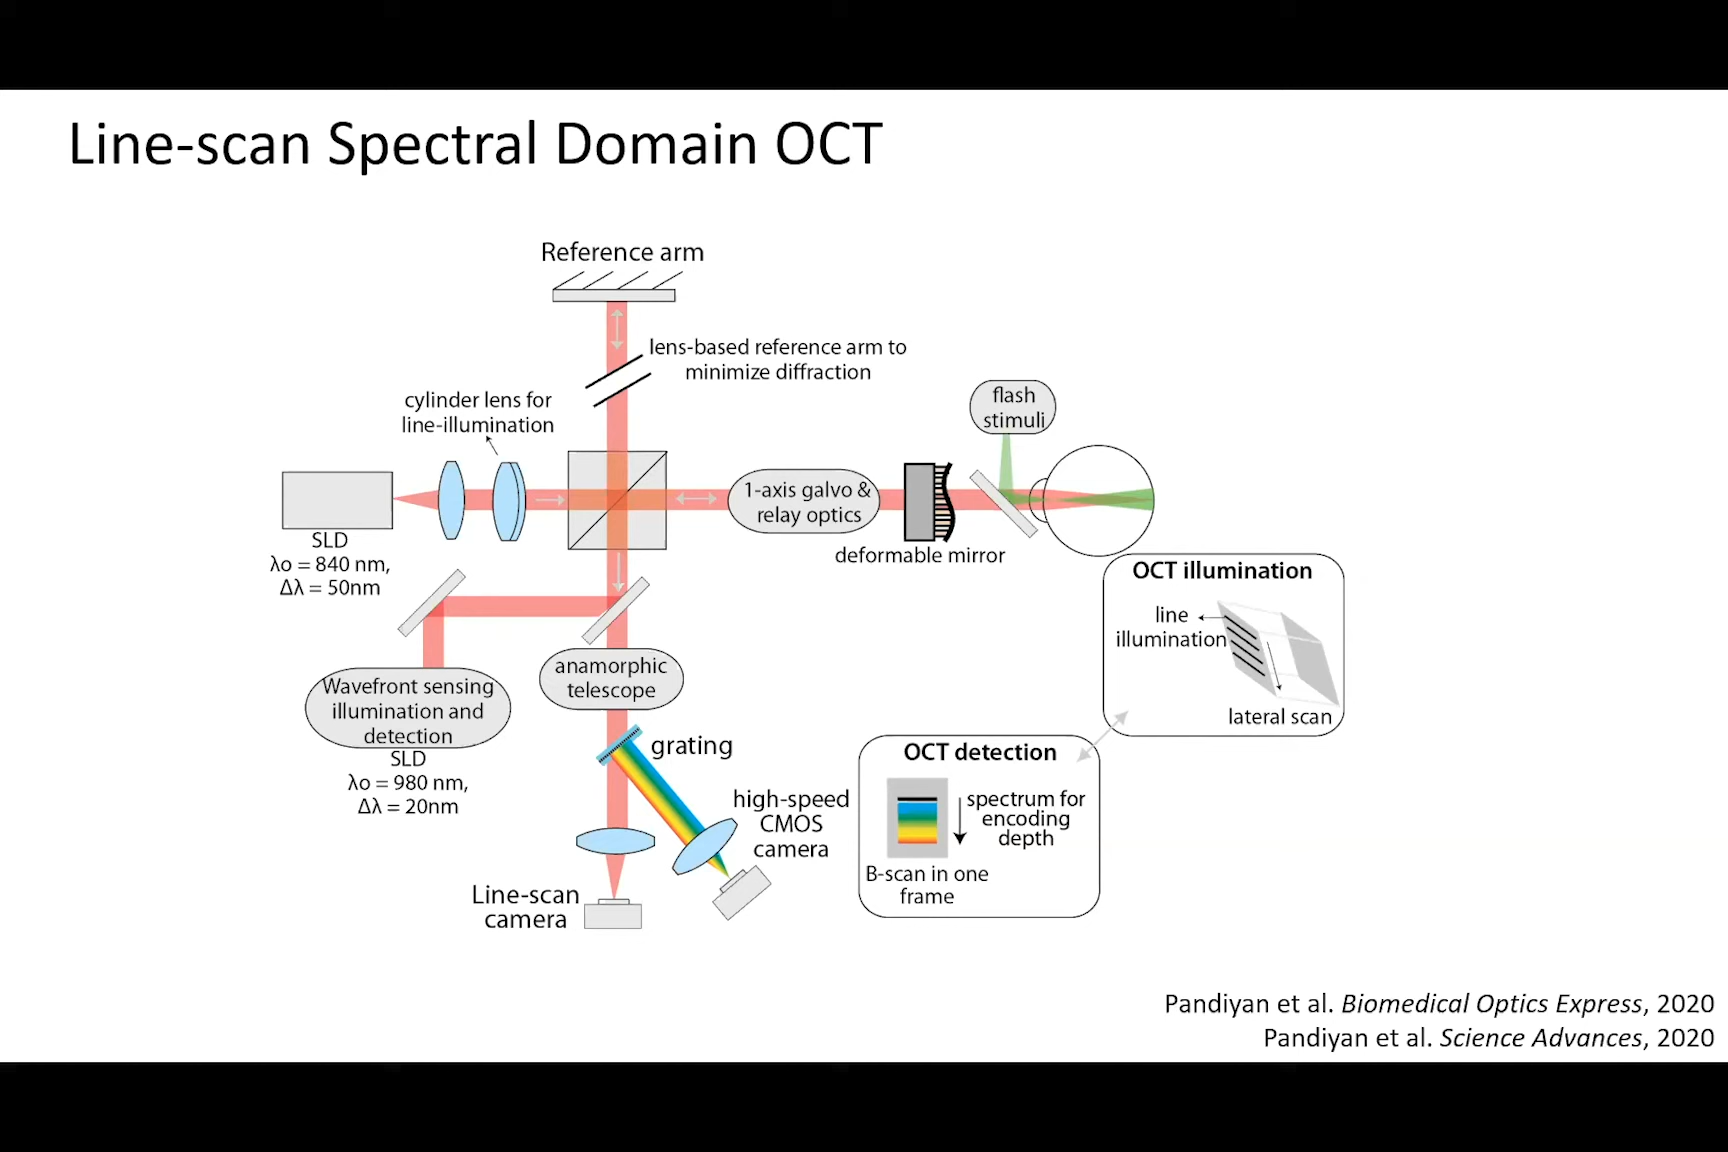 Line-scan Spectral Domain OCT
Reference arm
lens-based reference arm to
minimize diffraction
cylinder lens for
line-illumination
flash
stimuli
1-axis galvo &
relay optics
deformable mirror
SLD
λo = 840 nm,
Δλ = 50nm
OCT illumination
line
illumination
lateral scan
anamorphic
telescope
Wavefront sensing
illumination and
detection
SLD
λo = 980 nm,
Δλ = 20nm
grating
high-speed
CMOS
camera
Line-scan
camera
OCT detection
spectrum for
encoding
depth
B-scan in one
frame
Pandiyan et al. Biomedical Optics Express, 2020
Pandiyan et al. Science Advances, 2020